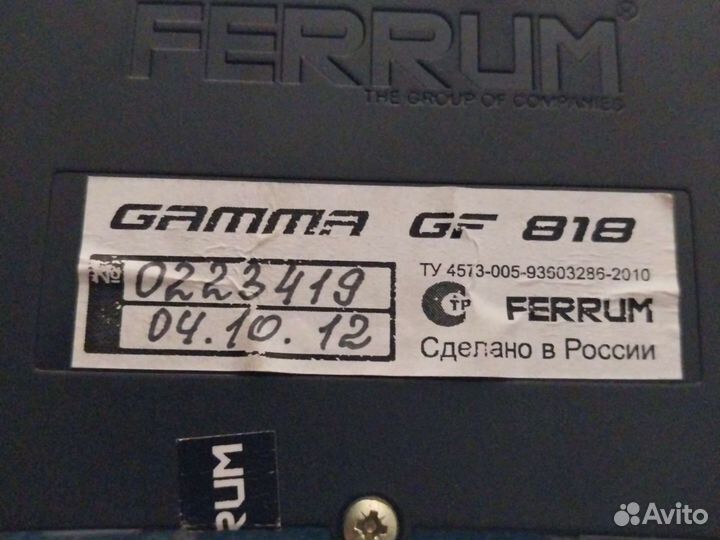 FERRUM®
THE GROUP OF COMPANIES
GAMMA GF 818
№ 0223419
04.10.12
ТУ 4573-005-93603286-2010
СТР FERRUM
Сделано в России
RUM
Avito